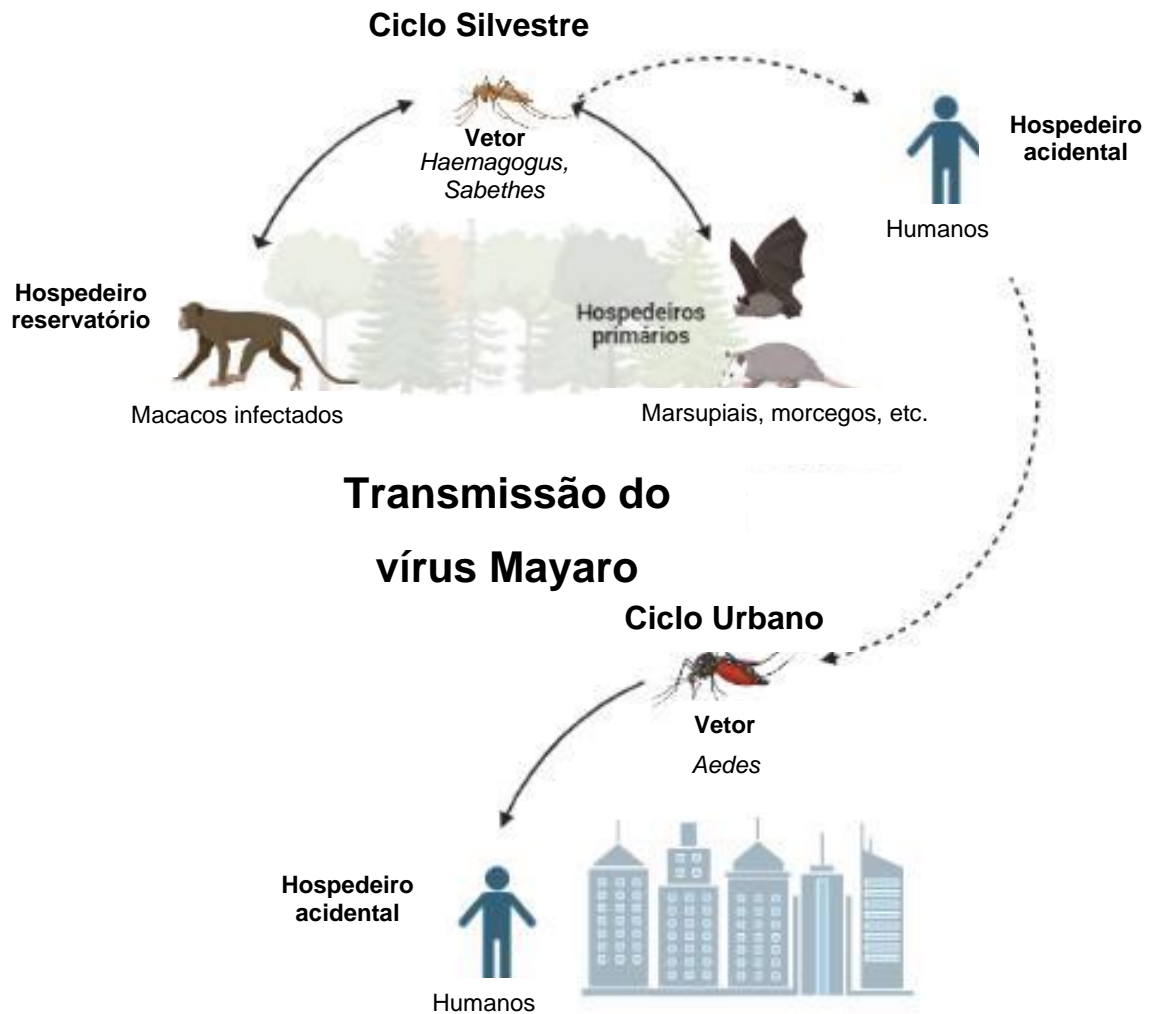 Ciclo Silvestre
Vetor
Haemagogus,
Sabethes
Hospedeiro
acidental
Humanos
Hospedeiro
reservatório
Hospedeiros
primários
Macacos infectados
Marsupiais, morcegos, etc.
Transmissão do
vírus Mayaro
Ciclo Urbano
Vetor
Aedes
Hospedeiro
acidental
Humanos